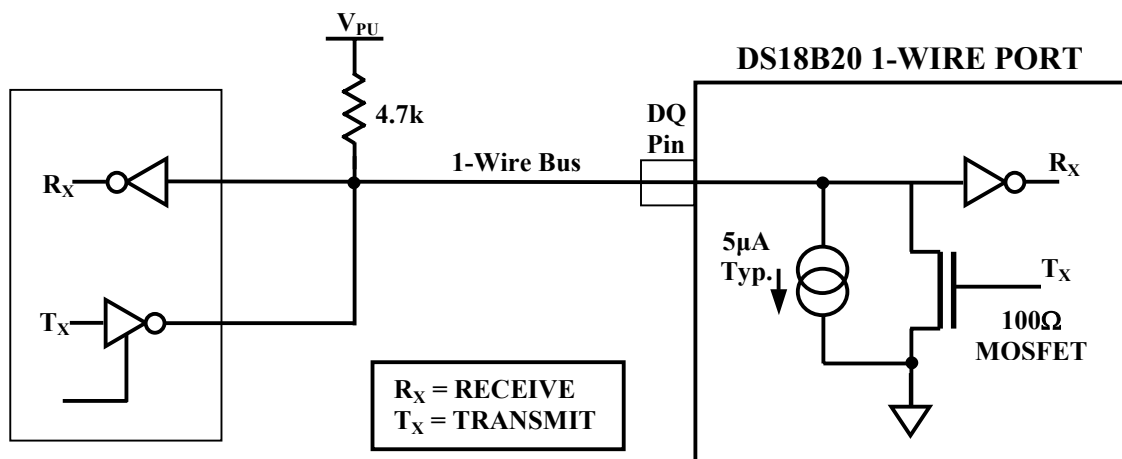 V_PU
4.7k
DS18B20 1-WIRE PORT
DQ
Pin
1-Wire Bus
R_X
R_X
5µA
Typ.
T_X
T_X
100Ω
MOSFET
R_X = RECEIVE
T_X = TRANSMIT